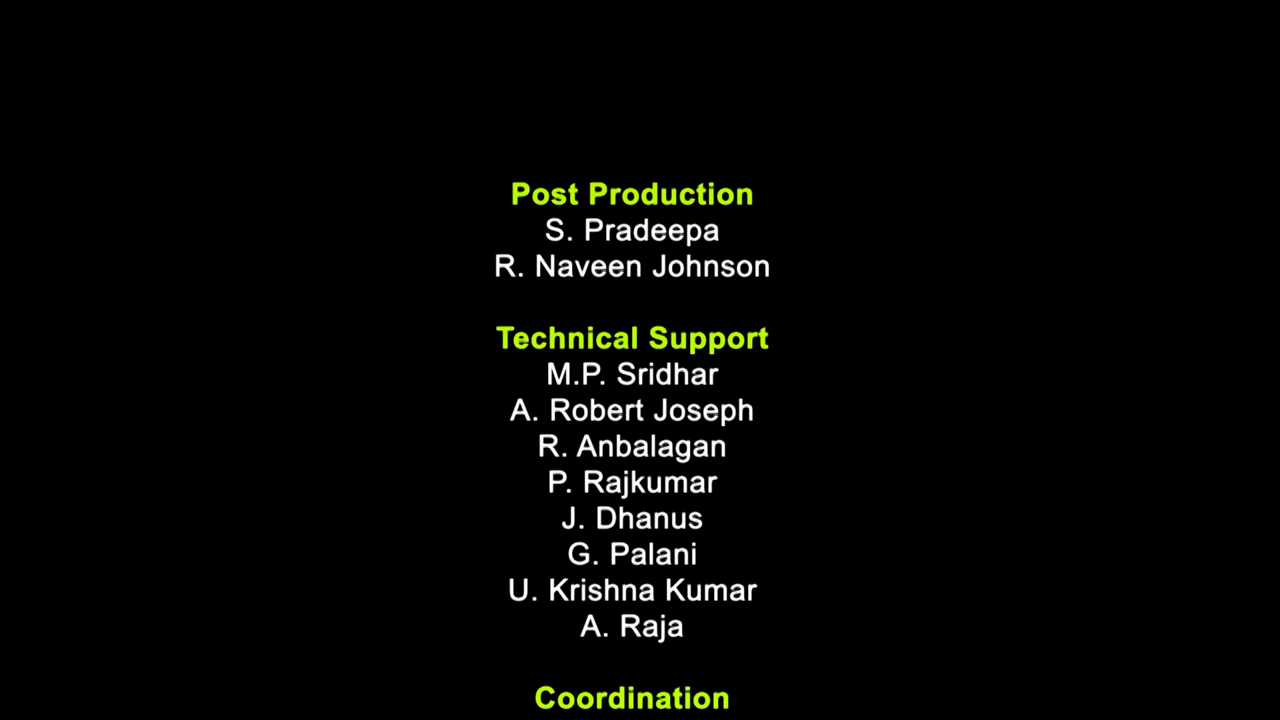 Post Production
S. Pradeepa
R. Naveen Johnson
Technical Support
M.P. Sridhar
A. Robert Joseph
R. Anbalagan
P. Rajkumar
J. Dhanus
G. Palani
U. Krishna Kumar
A. Raja
Coordination